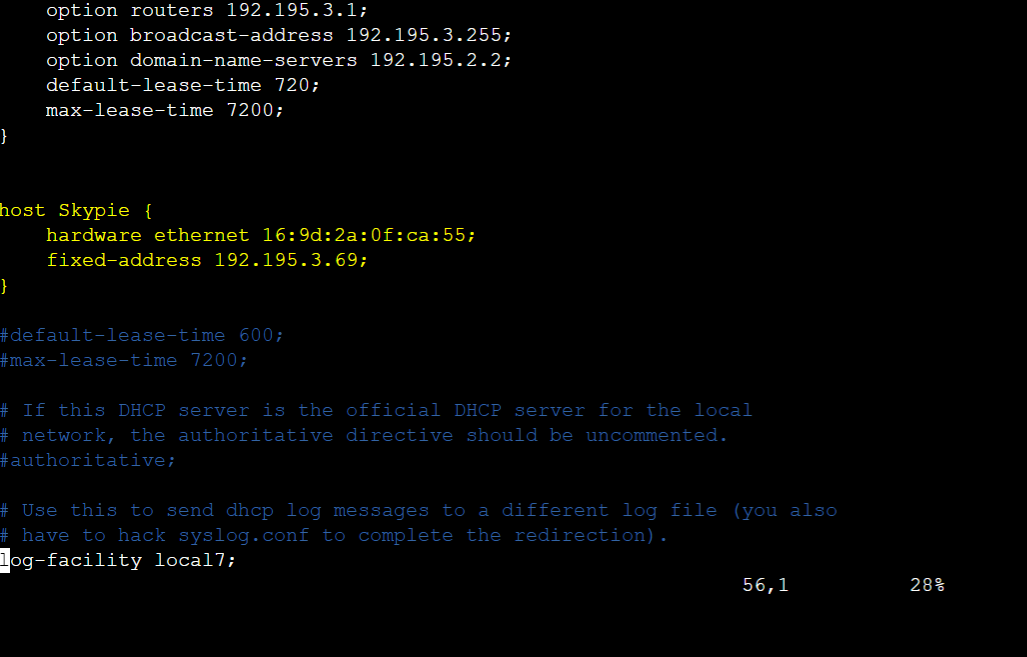 option routers 192.195.3.1;
option broadcast-address 192.195.3.255;
option domain-name-servers 192.195.2.2;
default-lease-time 720;
max-lease-time 7200;
}
host Skypie {
hardware ethernet 16:9d:2a:0f:ca:55;
fixed-address 192.195.3.69;
}
#default-lease-time 600;
#max-lease-time 7200;
# If this DHCP server is the official DHCP server for the local
# network, the authoritative directive should be uncommented.
#authoritative;
# Use this to send dhcp log messages to a different log file (you also
# have to hack syslog.conf to complete the redirection).
log-facility local7;
56,1 28%